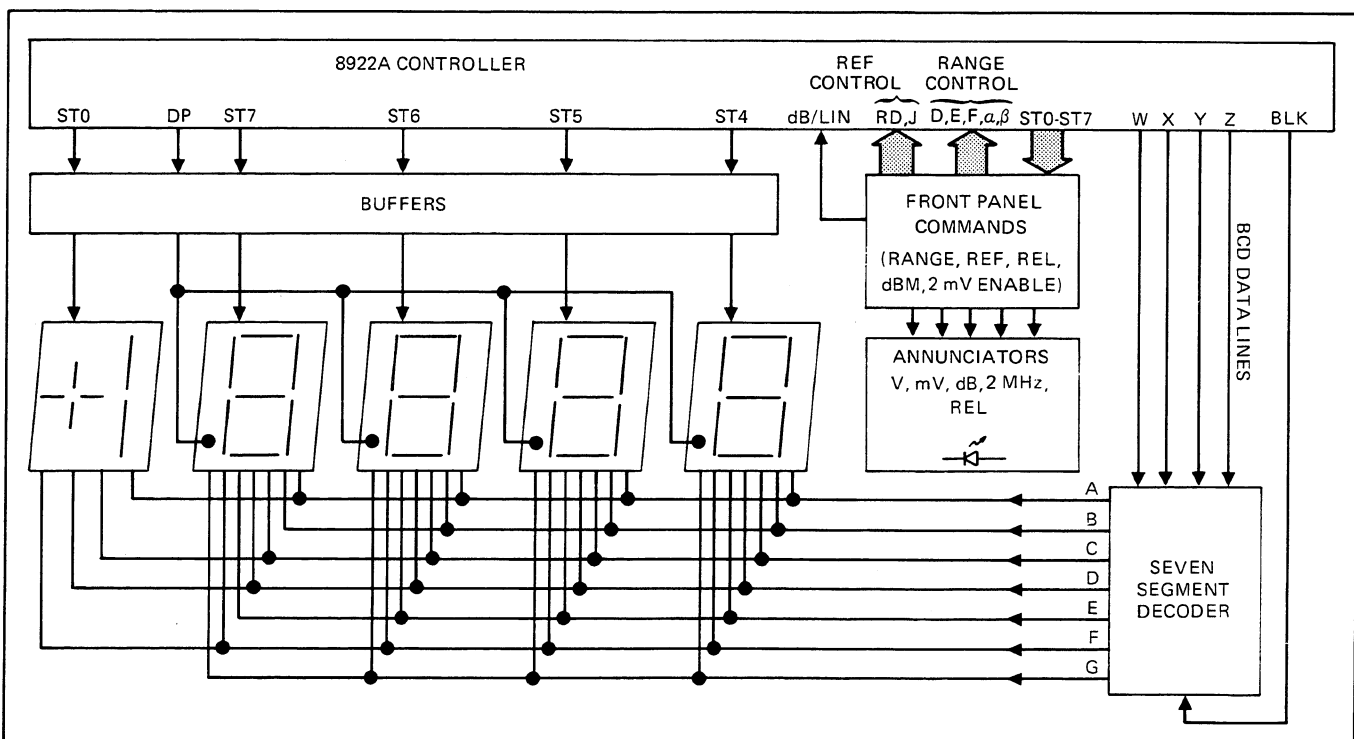 8922A CONTROLLER
REF CONTROL
RANGE CONTROL
ST0 DP ST7 ST6 ST5 ST4 dB/LIN RD,J D,E,F,α,β ST0-ST7 W X Y Z BLK
BUFFERS
FRONT PANEL
COMMANDS
(RANGE, REF, REL,
dBM, 2 mV ENABLE)
BCD DATA LINES
ANNUNCIATORS
V, mV, dB, 2 MHz,
REL
A
B
C
D
E
F
G
SEVEN
SEGMENT
DECODER